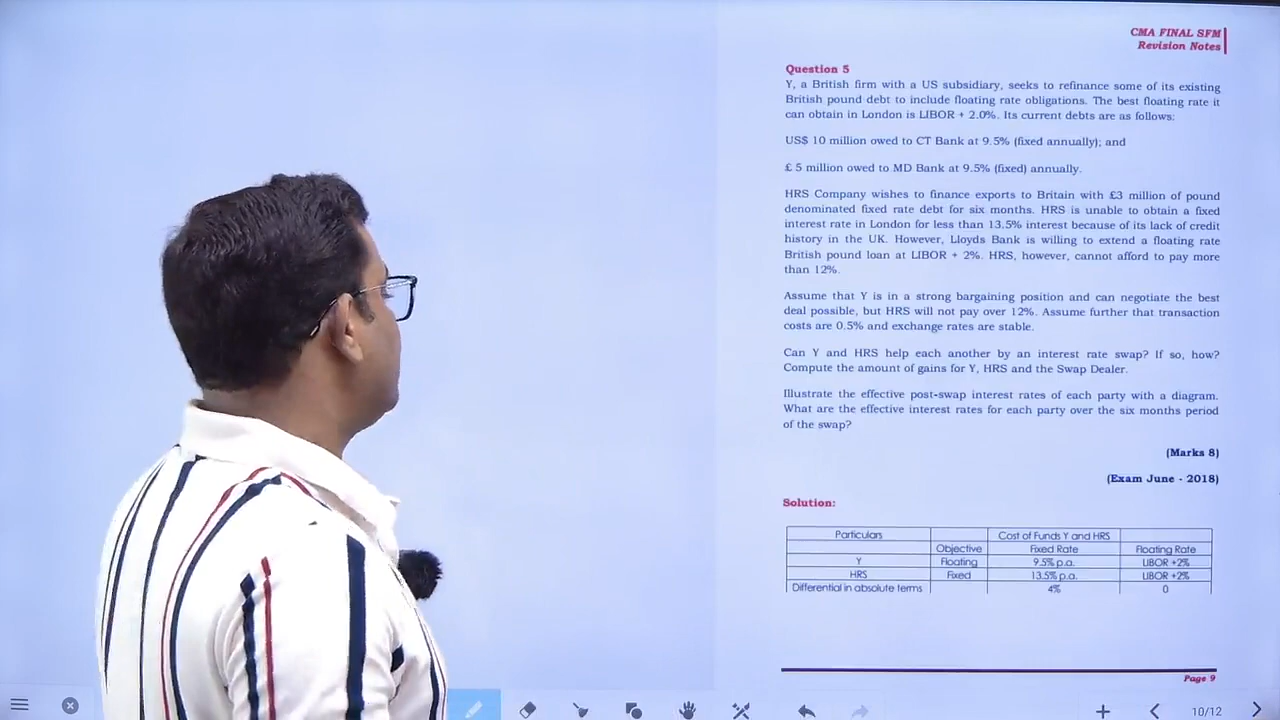 CMA FINAL SFM
Revision Notes
Question 5
Y, a British firm with a US subsidiary, seeks to refinance some of its existing
British pound debt to include floating rate obligations. The best floating rate it
can obtain in London is LIBOR + 2.0%. Its current debts are as follows:
US$ 10 million owed to CT Bank at 9.5% (fixed annually); and
£ 5 million owed to MD Bank at 9.5% (fixed) annually.
HRS Company wishes to finance exports to Britain with £3 million of pound
denominated fixed rate debt for six months. HRS is unable to obtain a fixed
interest rate in London for less than 13.5% interest because of its lack of credit
history in the UK. However, Lloyds Bank is willing to extend a floating rate
British pound loan at LIBOR + 2%. HRS, however, cannot afford to pay more
than 12%.
Assume that Y is in a strong bargaining position and can negotiate the best
deal possible, but HRS will not pay over 12%. Assume further that transaction
costs are 0.5% and exchange rates are stable.
Can Y and HRS help each another by an interest rate swap? If so, how?
Compute the amount of gains for Y, HRS and the Swap Dealer.
Illustrate the effective post-swap interest rates of each party with a diagram.
What are the effective interest rates for each party over the six months period
of the swap?
(Marks 8)
(Exam June - 2018)
Solution:
Particulars Cost of Funds Y and HRS
Objective Fixed Rate Floating Rate
Y Floating 9.5% p.a. LIBOR +2%
HRS Fixed 13.5% p.a. LIBOR +2%
Differential in absolute terms 4% 0
Page 9
10/12